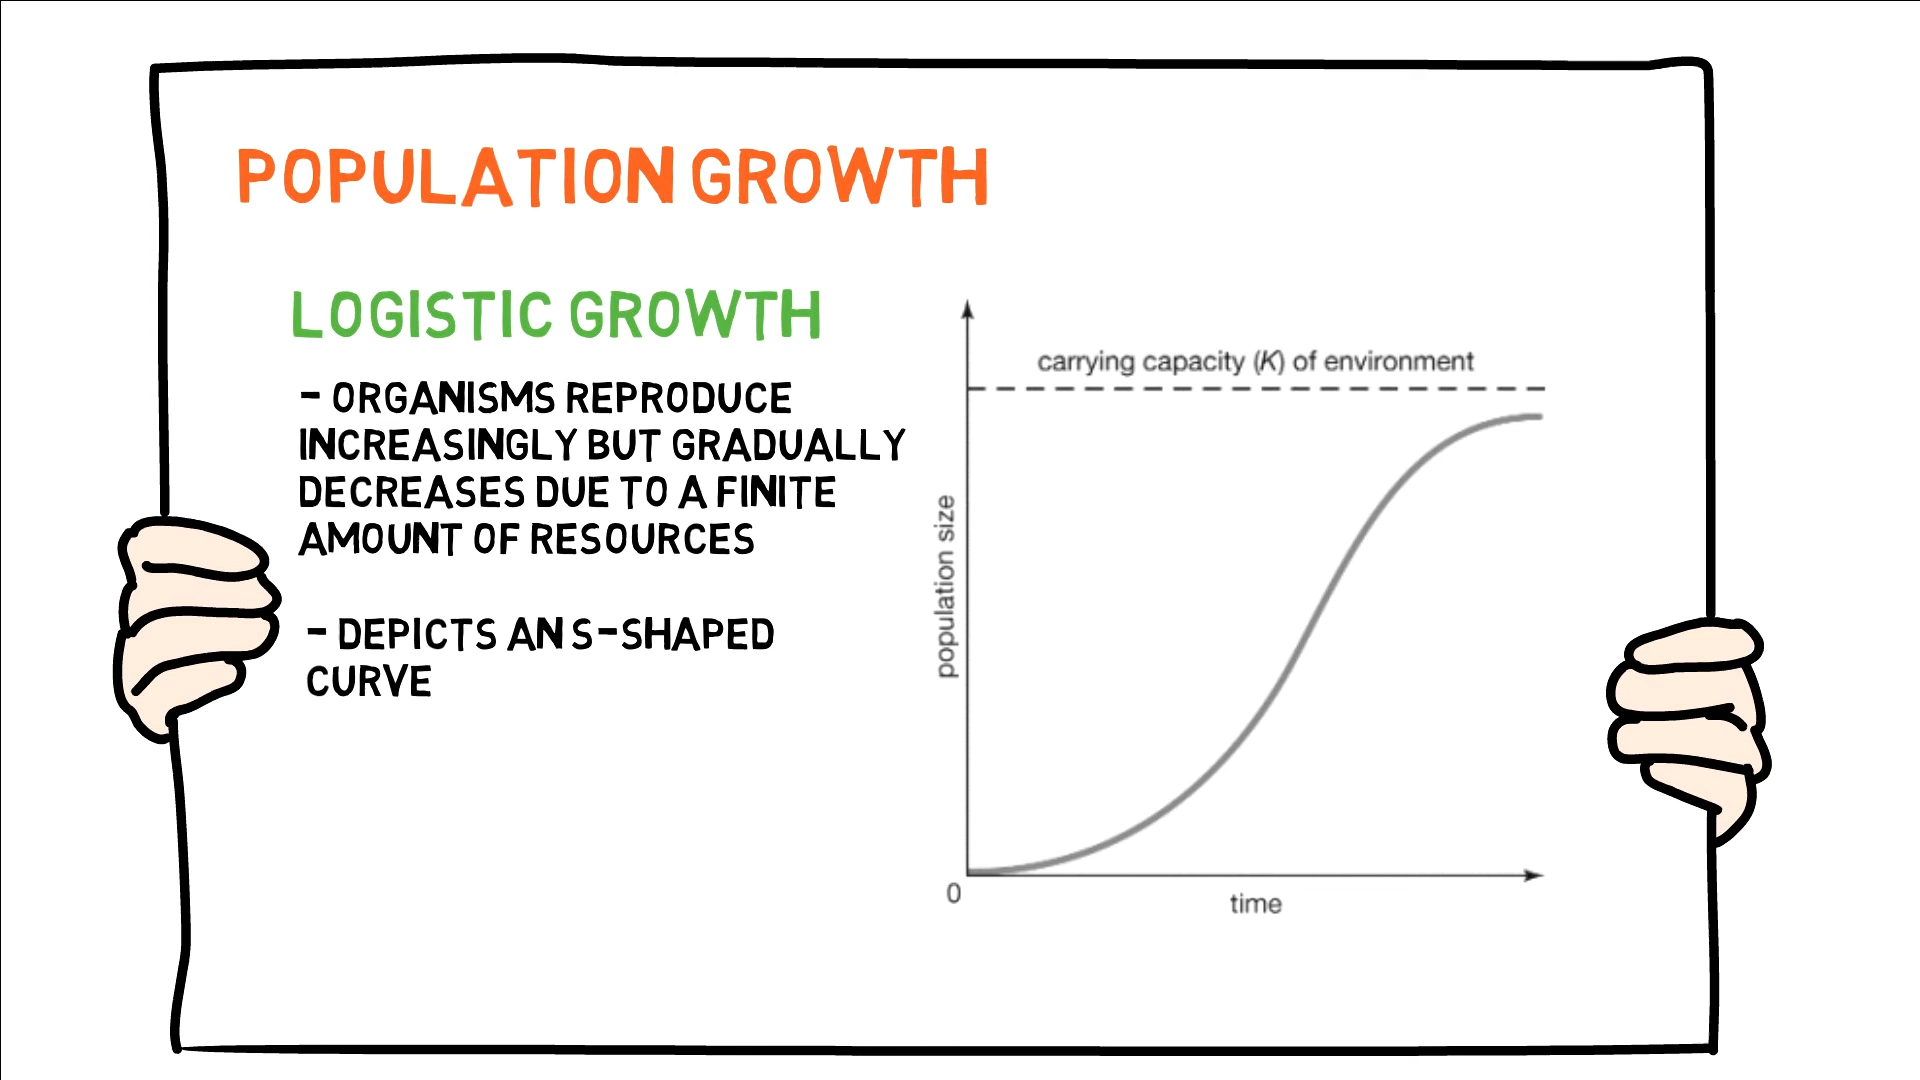 POPULATION GROWTH
LOGISTIC GROWTH
- ORGANISMS REPRODUCE
INCREASINGLY BUT GRADUALLY
DECREASES DUE TO A FINITE
AMOUNT OF RESOURCES
- DEPICTS AN S-SHAPED
CURVE
carrying capacity (K) of environment
population size
0
time